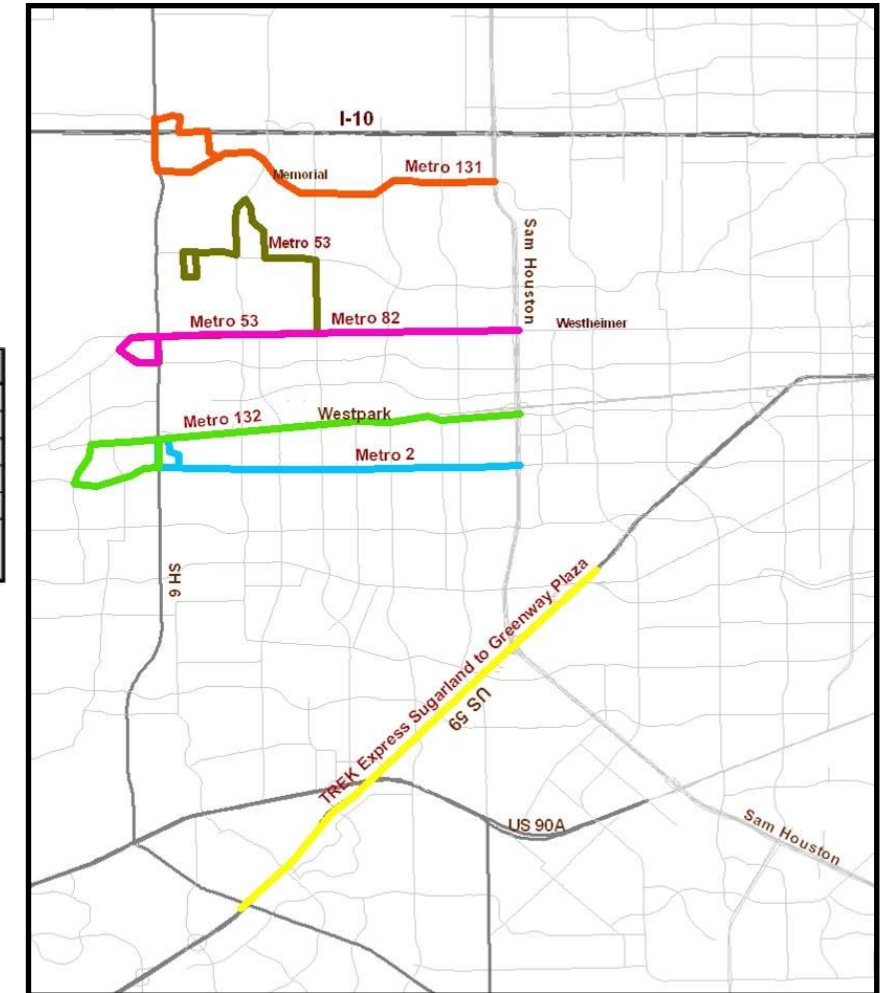 I-10
Metro 131
Memorial
Sam Houston
Metro 53
Metro 53
Metro 82
Westheimer
Metro 132
Westpark
Metro 2
SH 6
TREK Express Sugarland to Greenway Plaza
US 59
US 90A
Sam Houston